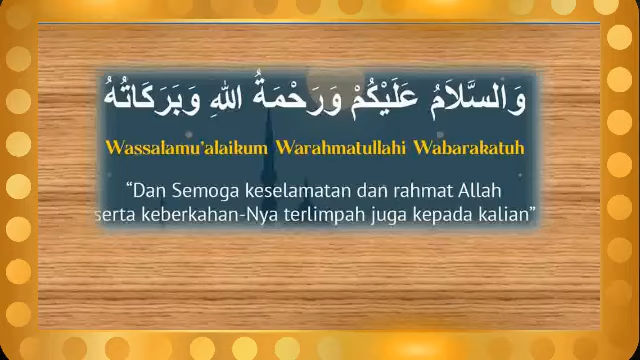 وَالسَّلاَمُ عَلَيْكُمْ وَرَحْمَةُ اللهِ وَبَرَكَاتُهُ
Wassalamu'alaikum Warahmatullahi Wabarakatuh
“Dan Semoga keselamatan dan rahmat Allah
serta keberkahan-Nya terlimpah juga kepada kalian”